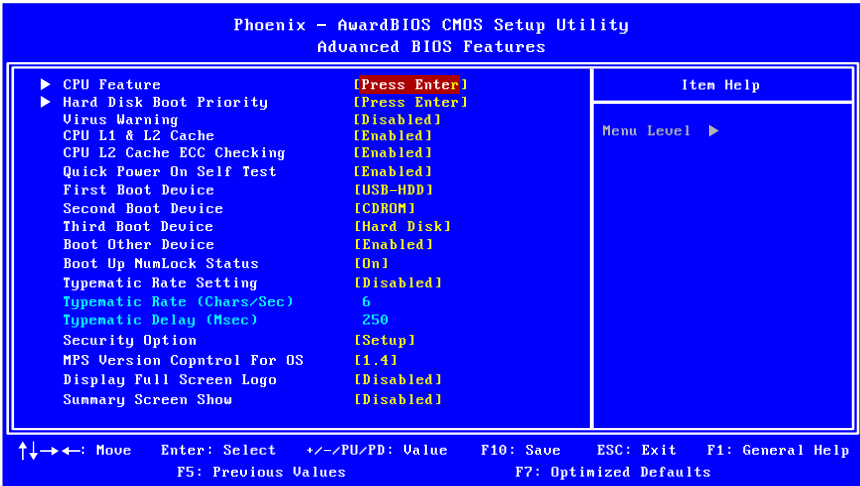 Phoenix – AwardBIOS CMOS Setup Utility
Advanced BIOS Features
▶ CPU Feature [Press Enter]
▶ Hard Disk Boot Priority [Press Enter]
Virus Warning [Disabled]
CPU L1 & L2 Cache [Enabled]
CPU L2 Cache ECC Checking [Enabled]
Quick Power On Self Test [Enabled]
First Boot Device [USB-HDD]
Second Boot Device [CDROM]
Third Boot Device [Hard Disk]
Boot Other Device [Enabled]
Boot Up NumLock Status [On]
Typematic Rate Setting [Disabled]
Typematic Rate (Chars/Sec) 6
Typematic Delay (Msec) 250
Security Option [Setup]
MPS Version Copntrol For OS [1.4]
Display Full Screen Logo [Disabled]
Summary Screen Show [Disabled]
Item Help
Menu Level ▶
↑↓→←: Move Enter: Select +/-/PU/PD: Value F10: Save ESC: Exit F1: General Help
F5: Previous Values F7: Optimized Defaults